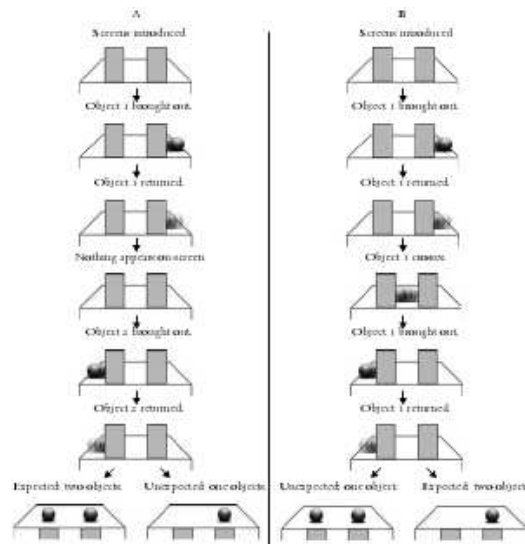 A
Screens introduced
Object 1 brought out.
Object 1 returned.
Nothing appears on screen
Object 2 brought out.
Object 2 returned.
Expected: two objects Unexpected: one objects
B
Screens introduced
Object 1 brought out.
Object 1 returned.
Object 1
Object 1 brought out.
Object 1 returned.
Unexpected: one object Expected: two objects